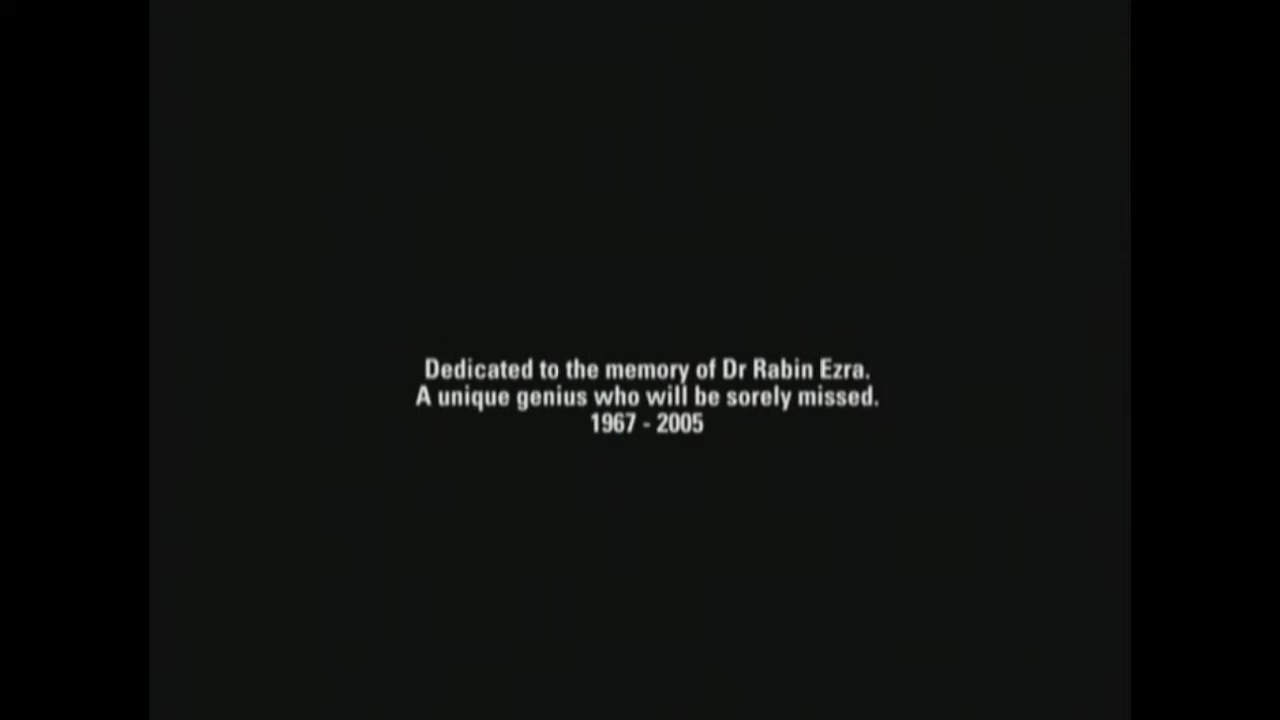 Dedicated to the memory of Dr Rabin Ezra.
A unique genius who will be sorely missed.
1967 - 2005